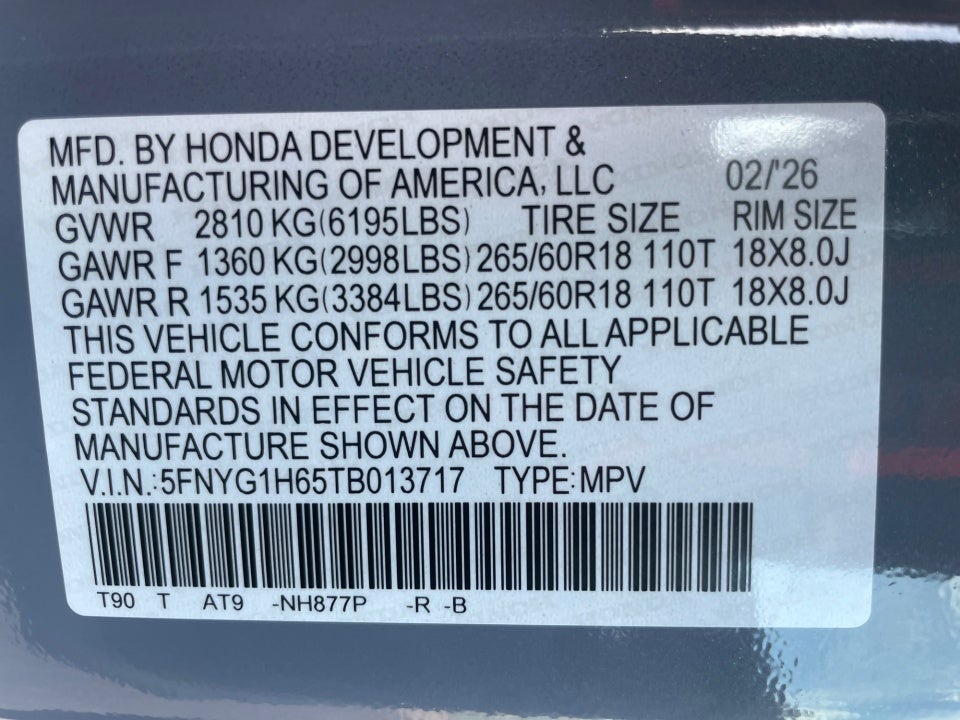 MFD. BY HONDA DEVELOPMENT &
MANUFACTURING OF AMERICA, LLC 02/'26
GVWR 2810 KG(6195LBS) TIRE SIZE RIM SIZE
GAWR F 1360 KG(2998LBS) 265/60R18 110T 18X8.0J
GAWR R 1535 KG(3384LBS) 265/60R18 110T 18X8.0J
THIS VEHICLE CONFORMS TO ALL APPLICABLE
FEDERAL MOTOR VEHICLE SAFETY
STANDARDS IN EFFECT ON THE DATE OF
MANUFACTURE SHOWN ABOVE.
V.I.N.:5FNYG1H65TB013717 TYPE:MPV
T90 T AT9 -NH877P -R -B